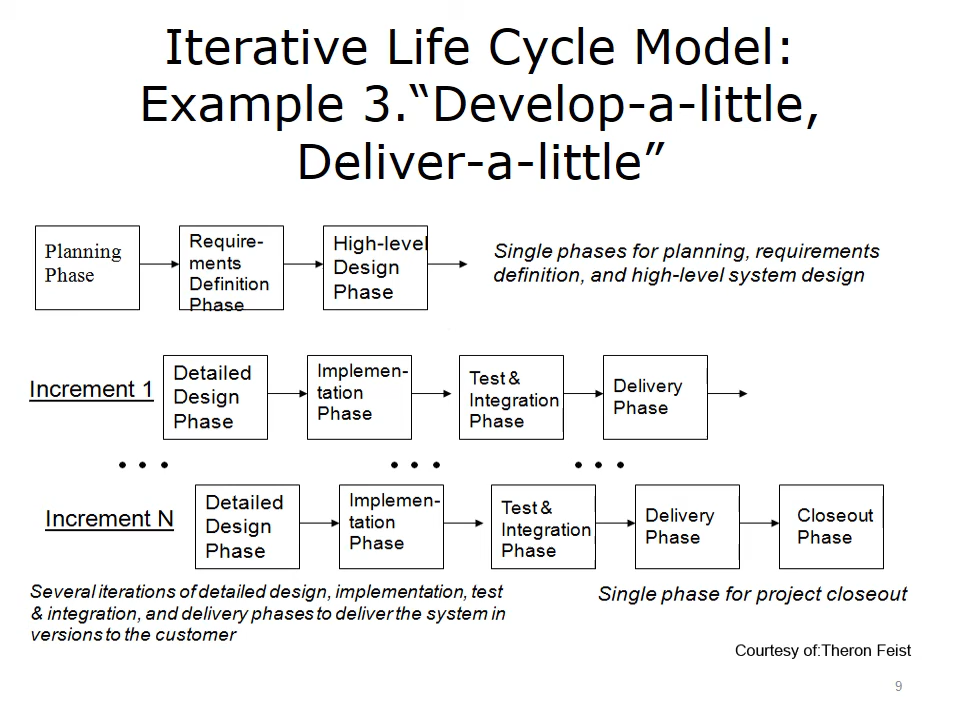 Iterative Life Cycle Model:
Example 3.“Develop-a-little,
Deliver-a-little”
Planning
Phase
Require-
ments
Definition
Phase
High-level
Design
Phase
Single phases for planning, requirements
definition, and high-level system design
Increment 1
Detailed
Design
Phase
Implemen-
tation
Phase
Test &
Integration
Phase
Delivery
Phase
• • •
• • •
• • •
Increment N
Detailed
Design
Phase
Implemen-
tation
Phase
Test &
Integration
Phase
Delivery
Phase
Closeout
Phase
Several iterations of detailed design, implementation, test
& integration, and delivery phases to deliver the system in
versions to the customer
Single phase for project closeout
Courtesy of:Theron Feist
9